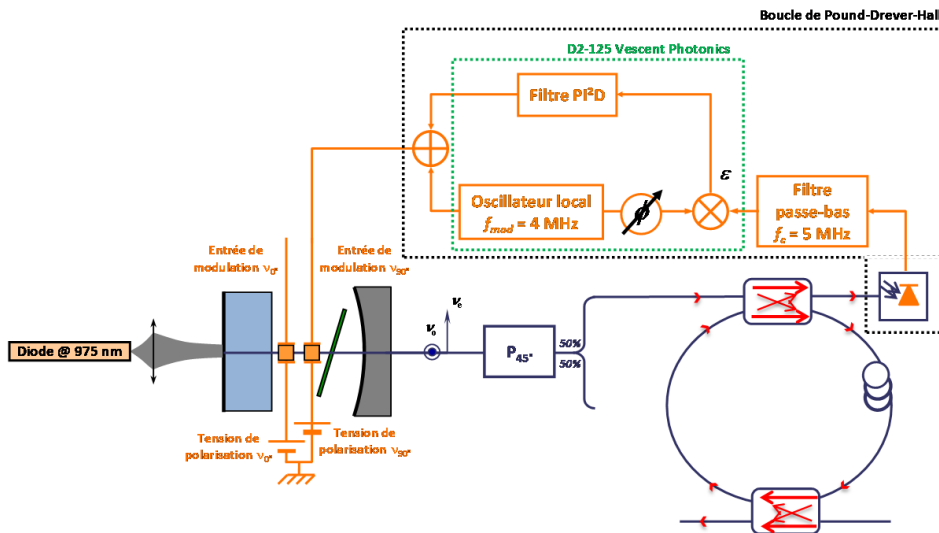 Boucle de Pound-Drever-Hall
D2-125 Vescent Photonics
Filtre PI²D
ε
Oscillateur local
f_mod = 4 MHz
ϕ
Filtre
passe-bas
f_c = 5 MHz
Entrée de
modulation ν0°
Entrée de
modulation ν90°
Diode @ 975 nm
νo
νe
P45°
50%
50%
Tension de
polarisation ν0°
Tension de
polarisation ν90°